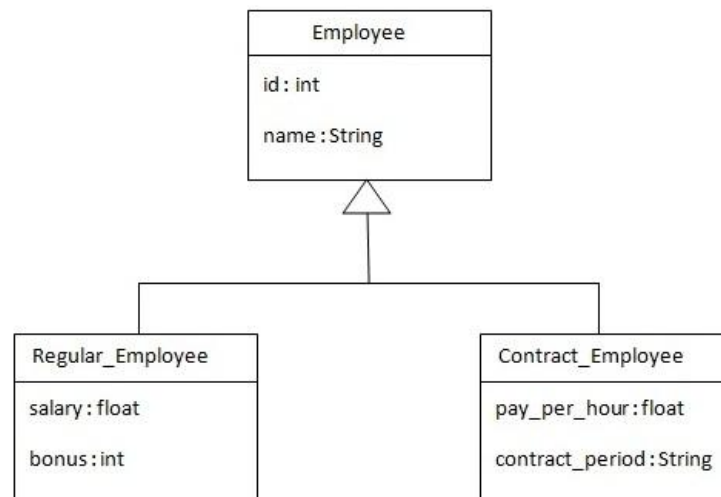 Employee
id: int
name:String
Regular_Employee
salary:float
bonus:int
Contract_Employee
pay_per_hour:float
contract_period:String